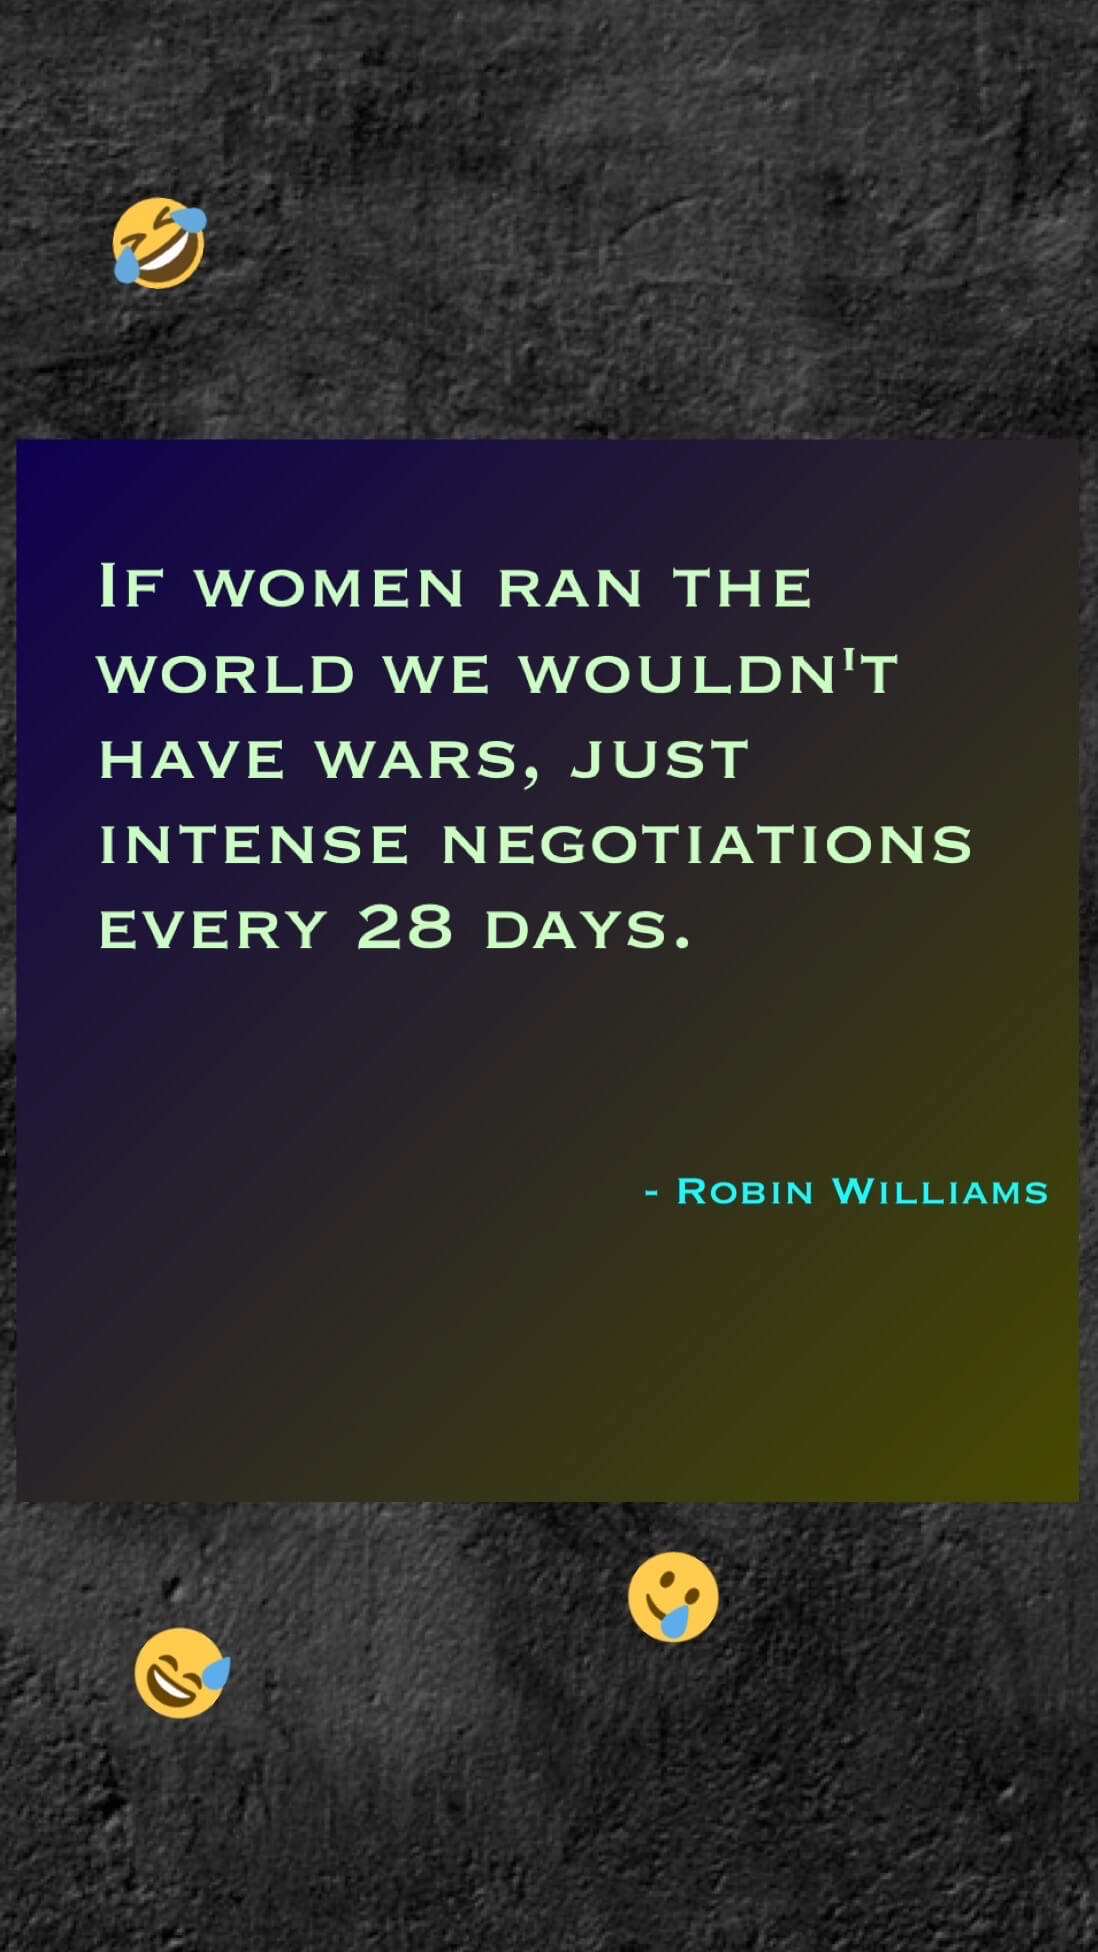 If women ran the
world we wouldn't
have wars, just
intense negotiations
every 28 days.
- Robin Williams